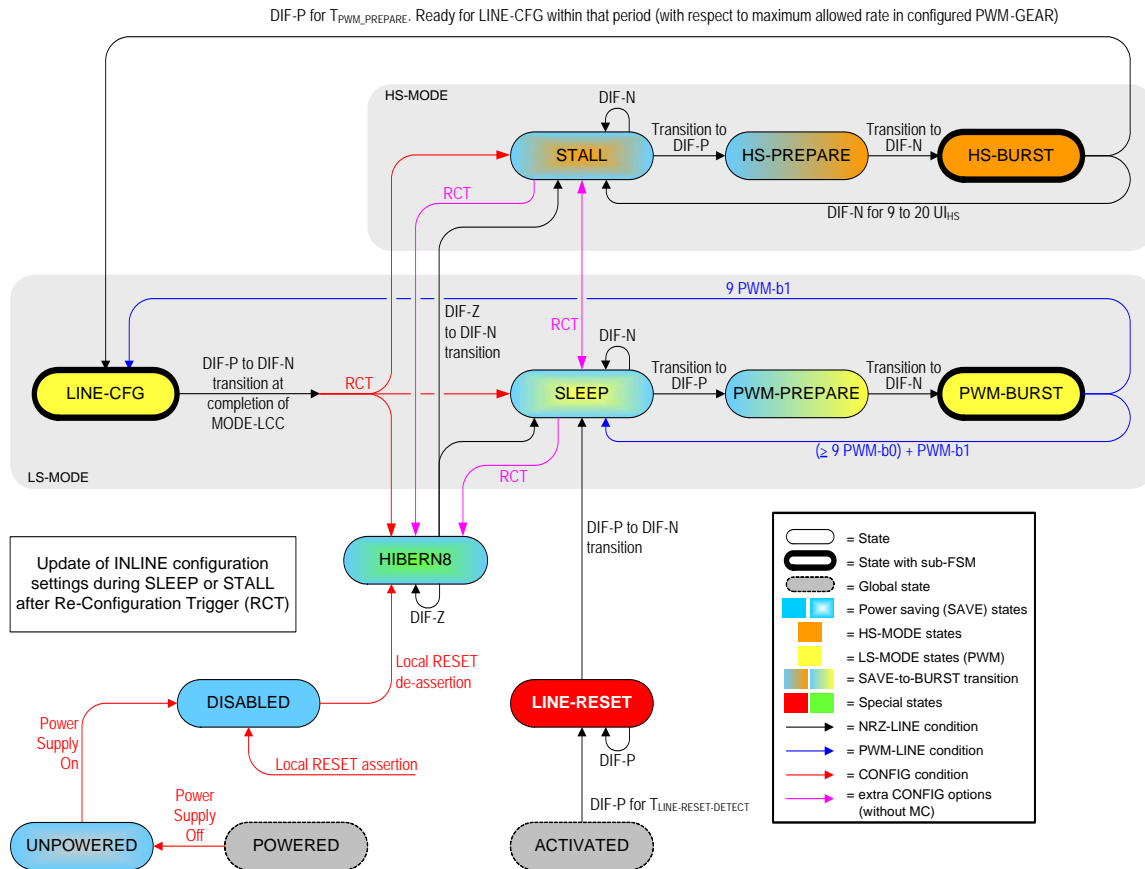 DIF-P for TPWM_PREPARE. Ready for LINE-CFG within that period (with respect to maximum allowed rate in configured PWM-GEAR)
HS-MODE
DIF-N
STALL
Transition to
DIF-P
HS-PREPARE
Transition to
DIF-N
HS-BURST
RCT
DIF-N for 9 to 20 UIHS
9 PWM-b1
DIF-Z
to DIF-N
transition
RCT
DIF-N
LINE-CFG
DIF-P to DIF-N
transition at
completion of
MODE-LCC
RCT
SLEEP
Transition to
DIF-P
PWM-PREPARE
Transition to
DIF-N
PWM-BURST
(≥ 9 PWM-b0) + PWM-b1
RCT
LS-MODE
DIF-P to DIF-N
transition
Update of INLINE configuration
settings during SLEEP or STALL
after Re-Configuration Trigger (RCT)
HIBERN8
DIF-Z
Local RESET
de-assertion
DISABLED
LINE-RESET
DIF-P
Power
Supply
On
Local RESET assertion
Power
Supply
Off
DIF-P for TLINE-RESET-DETECT
UNPOWERED
POWERED
ACTIVATED
= State
= State with sub-FSM
= Global state
= Power saving (SAVE) states
= HS-MODE states
= LS-MODE states (PWM)
= SAVE-to-BURST transition
= Special states
= NRZ-LINE condition
= PWM-LINE condition
= CONFIG condition
= extra CONFIG options
(without MC)